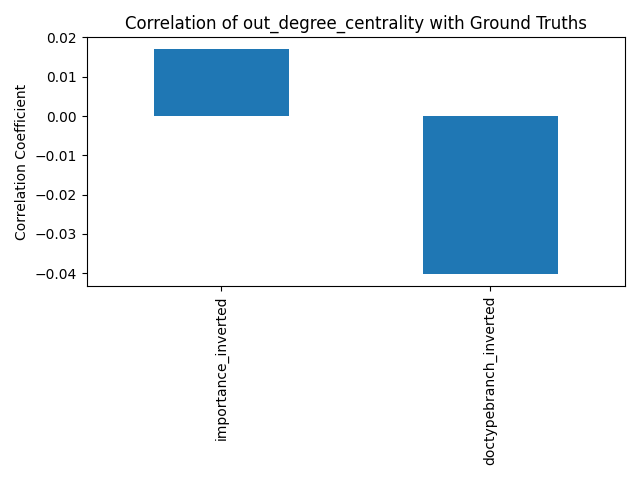 Correlation of out_degree_centrality with Ground Truths
Correlation Coefficient
0.02
0.01
0.00
−0.01
−0.02
−0.03
−0.04
importance_inverted
doctypebranch_inverted